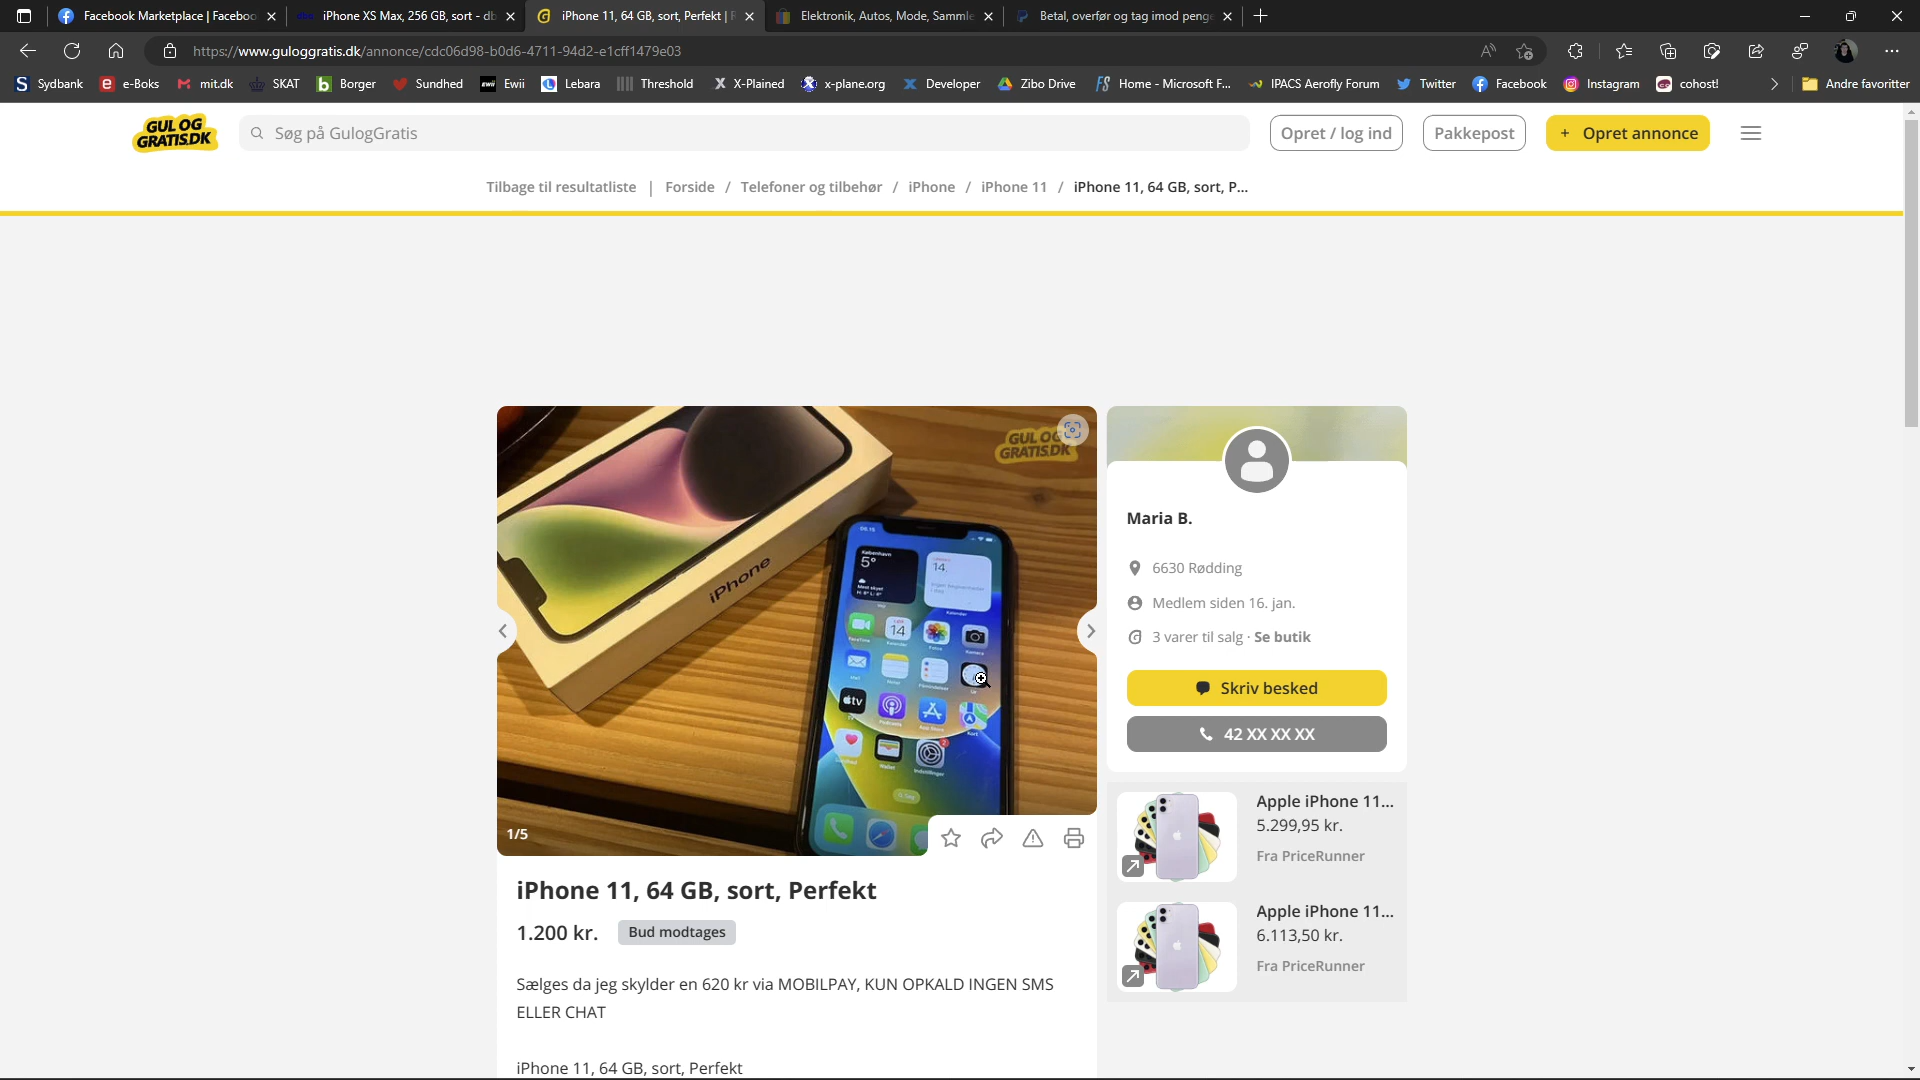 Facebook Marketplace | Faceboo
iPhone XS Max, 256 GB, sort - db
iPhone 11, 64 GB, sort, Perfekt | F
Elektronik, Autos, Mode, Sammle
Betal, overfør og tag imod penge
https://www.guloggratis.dk/annonce/cdc06d98-b0d6-4711-94d2-e1cff1479e03
Sydbank
e-Boks
mit.dk
SKAT
Borger
Sundhed
Ewii
Lebara
Threshold
X-Plained
x-plane.org
Developer
Zibo Drive
Home - Microsoft F...
IPACS Aerofly Forum
Twitter
Facebook
Instagram
cohost!
Andre favoritter
GUL OG
GRATIS.DK
Søg på GulogGratis
Opret / log ind
Pakkepost
+ Opret annonce
Tilbage til resultatliste | Forside / Telefoner og tilbehør / iPhone / iPhone 11 / iPhone 11, 64 GB, sort, P...
GUL OG
GRATIS.DK
iPhone
København
5°
14.
14
1/5
Maria B.
6630 Rødding
Medlem siden 16. jan.
3 varer til salg · Se butik
Skriv besked
42 XX XX XX
Apple iPhone 11...
5.299,95 kr.
Fra PriceRunner
Apple iPhone 11...
6.113,50 kr.
Fra PriceRunner
iPhone 11, 64 GB, sort, Perfekt
1.200 kr.
Bud modtages
Sælges da jeg skylder en 620 kr via MOBILPAY, KUN OPKALD INGEN SMS
ELLER CHAT
iPhone 11, 64 GB, sort, Perfekt